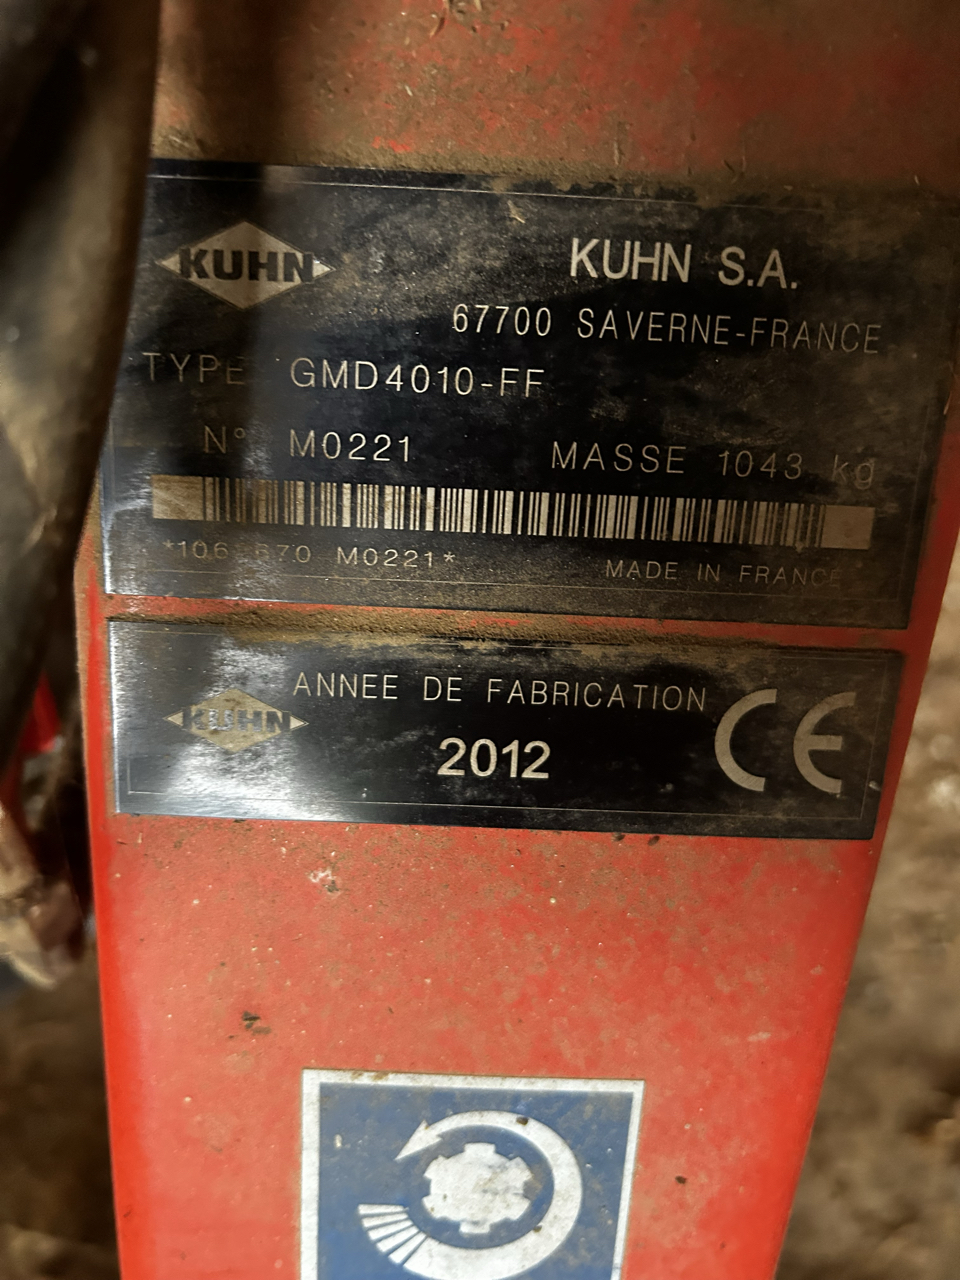 KUHN
KUHN S.A.
67700 SAVERNE-FRANCE
TYPE GMD4010-FF
N° M0221 MASSE 1043 kg
M0221*
MADE IN FRANCE
KUHN
ANNEE DE FABRICATION
2012
CE